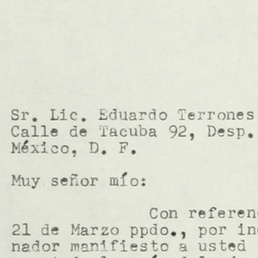 Sr. Lic. Eduardo Terrones
Calle de Tacuba 92, Desp.
México, D. F.
Muy señor mío:
Con referen
21 de Marzo ppdo., por in
nador manifiesto a usted